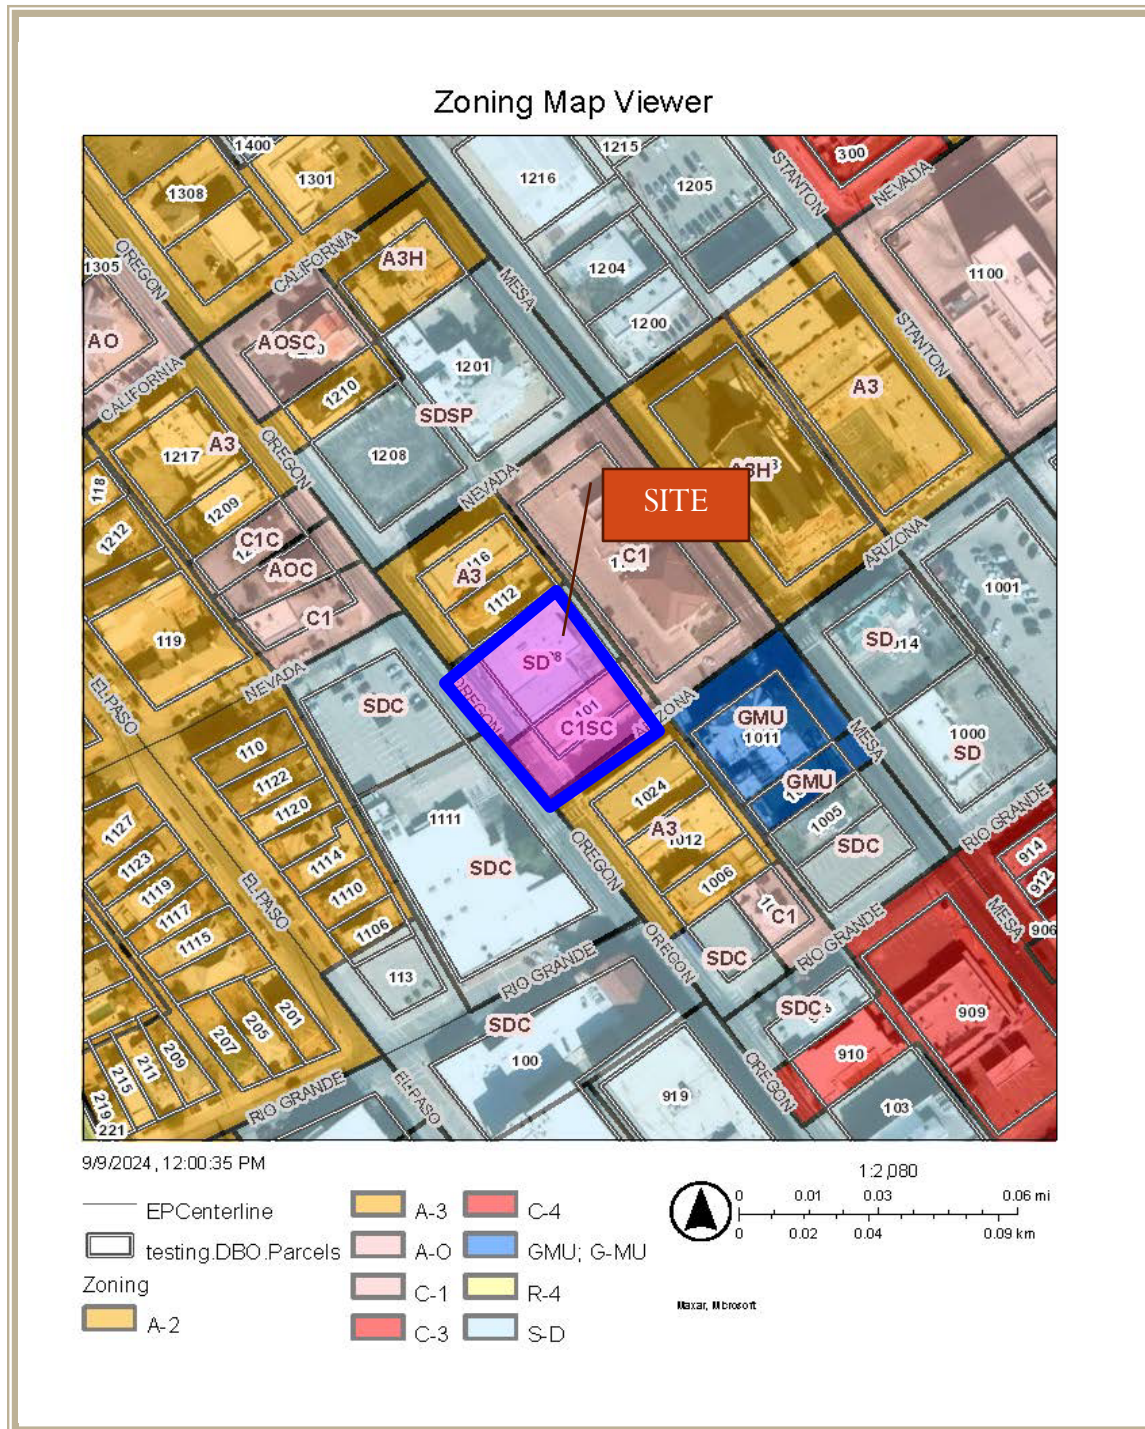 Zoning Map Viewer
1400
1215
STANTON
300
NEVADA
1308
1301
1216
1205
OREGON
CALIFORNIA
A3H
MESA
1204
1100
1305
AO
AOSC
1200
STANTON
1201
CALIFORNIA
1210
A3
SDSP
1217
A3
OREGON
1208
118
NEVADA
A3H
SITE
1209
1212
C1C
ARIZONA
C1
AOC
A3
1112
1001
C1
119
SD
SD
NEVADA
SDC
EL PASO
OREGON
101
C1SC
ARIZONA
GMU
1011
MESA
1000
SD
110
GMU
1122
1024
1120
1111
1005
1127
A3
1012
SDC
RIO GRANDE
1114
914
1123
SDC
OREGON
1006
912
1119
EL PASO
1110
C1
MESA
1117
1106
906
1115
OREGON
RIO GRANDE
SDC
113
RIO GRANDE
201
SDC
SDC
909
205
207
100
910
209
211
215
919
OREGON
103
219
RIO GRANDE
EL PASO
221
9/9/2024, 12:00:35 PM
1:2,080
0 0.01 0.03 0.06 mi
0 0.02 0.04 0.09 km
EPCenterline
testing.DBO.Parcels
Zoning
A-2
A-3
A-O
C-1
C-3
C-4
GMU; G-MU
R-4
S-D
Maxar, Microsoft